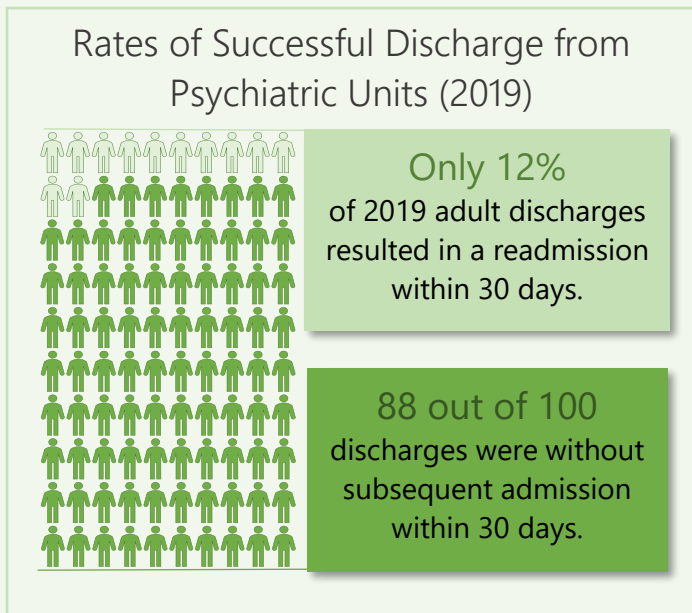 Rates of Successful Discharge from
Psychiatric Units (2019)
Only 12%
of 2019 adult discharges
resulted in a readmission
within 30 days.
88 out of 100
discharges were without
subsequent admission
within 30 days.